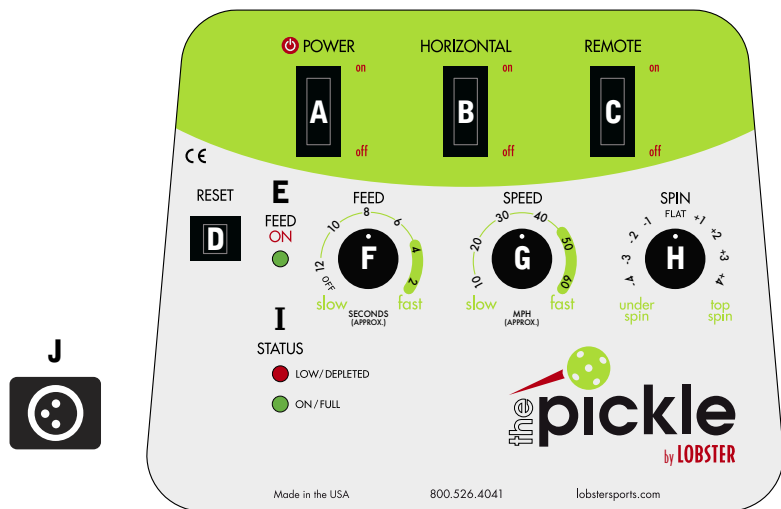 POWER HORIZONTAL REMOTE
on on on
A B C
off off off
CE
RESET E FEED SPEED SPIN
D FEED ON
OFF 12 10 8 6 4 2
F
slow fast
SECONDS
(APPROX.)
10 20 30 40 50 60
G
slow fast
MPH
(APPROX.)
-4 -3 -2 -1 FLAT +1 +2 +3 +4
H
under spin top spin
I
STATUS
J
LOW/DEPLETED
ON/FULL
the pickle
by LOBSTER
Made in the USA 800.526.4041 lobstersports.com